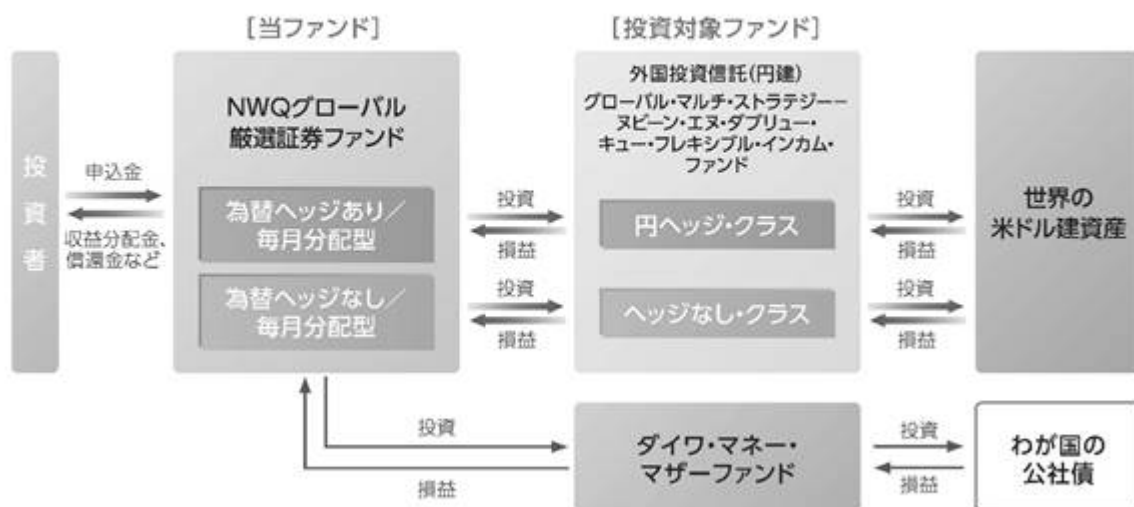 [当ファンド]
[投資対象ファンド]
投資者
申込金
収益分配金、
償還金など
NWQグローバル
厳選証券ファンド
為替ヘッジあり／
毎月分配型
為替ヘッジなし／
毎月分配型
投資
損益
投資
損益
外国投資信託(円建)
グローバル・マルチ・ストラテジー－
ヌビーン・エヌ・ダブリュー・
キュー・フレキシブル・インカム・
ファンド
円ヘッジ・クラス
ヘッジなし・クラス
投資
損益
投資
損益
世界の
米ドル建資産
投資
損益
ダイワ・マネー・
マザーファンド
投資
損益
わが国の
公社債